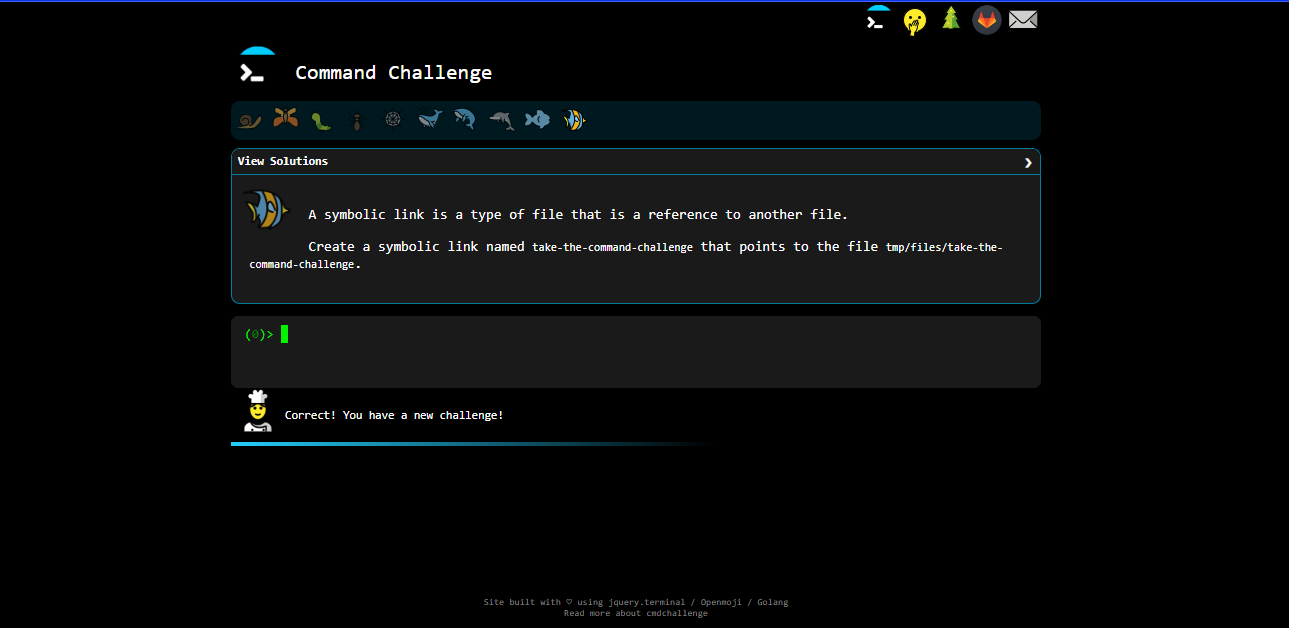 Command Challenge
View Solutions
A symbolic link is a type of file that is a reference to another file.
Create a symbolic link named take-the-command-challenge that points to the file tmp/files/take-the-
command-challenge.
(0)>
Correct! You have a new challenge!
Site built with ♡ using jquery.terminal / Openmoji / Golang
Read more about cmdchallenge